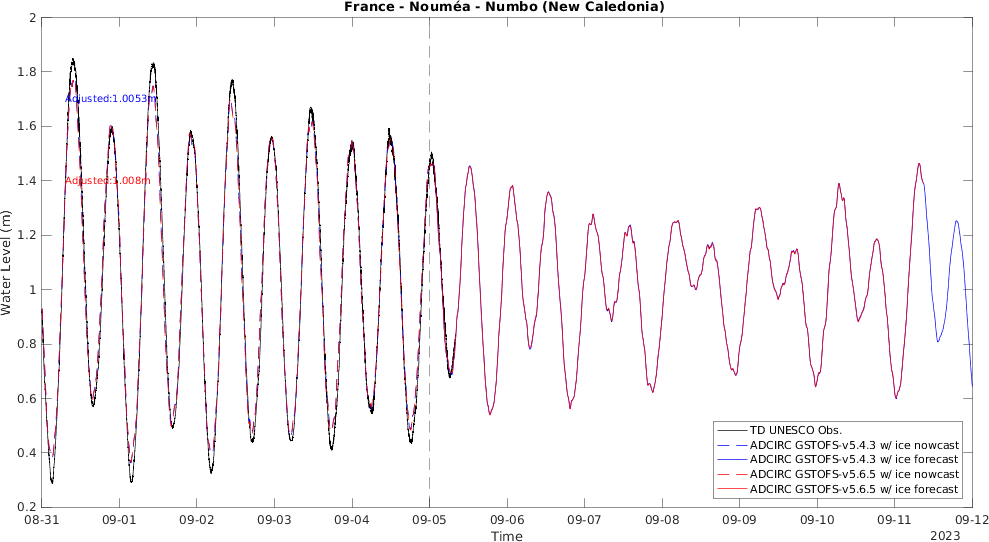 France - Nouméa - Numbo (New Caledonia)
2
1.8
1.6
1.4
1.2
1
0.8
0.6
0.4
0.2
Water Level (m)
Adjusted:1.0053m
Adjusted:1.008m
TD UNESCO Obs.
ADCIRC GSTOFS-v5.4.3 w/ ice nowcast
ADCIRC GSTOFS-v5.4.3 w/ ice forecast
ADCIRC GSTOFS-v5.6.5 w/ ice nowcast
ADCIRC GSTOFS-v5.6.5 w/ ice forecast
08-31 09-01 09-02 09-03 09-04 09-05 09-06 09-07 09-08 09-09 09-10 09-11 09-12
Time
2023